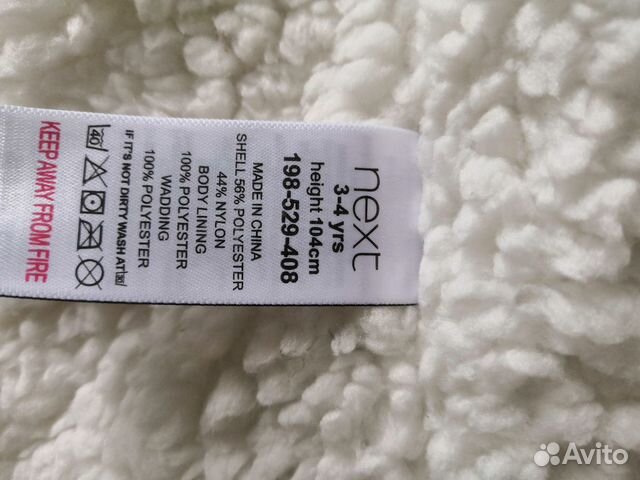 next
3-4 yrs
height 104cm
198-529-408
MADE IN CHINA
SHELL 56% POLYESTER
44% NYLON
BODY LINING
100% POLYESTER
WADDING
100% POLYESTER
IF IT'S NOT DIRTY WASH AT 30
40
KEEP AWAY FROM FIRE
Avito